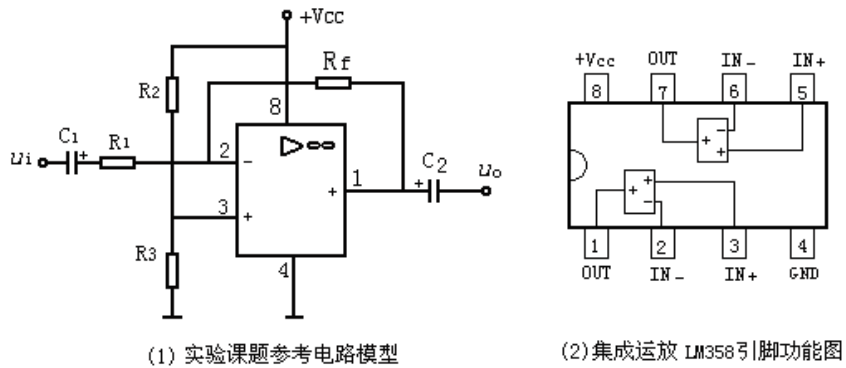 +Vcc
R2
Rf
8
C1
+
ui
R1
2
-
▷∞
1
+
C2
+
uo
3
+
R3
4
(1) 实验课题参考电路模型
+Vcc
OUT
IN-
IN+
8
7
6
5
+
-
+
+
+
-
1
2
3
4
OUT
IN-
IN+
GND
(2)集成运放 LM358引脚功能图